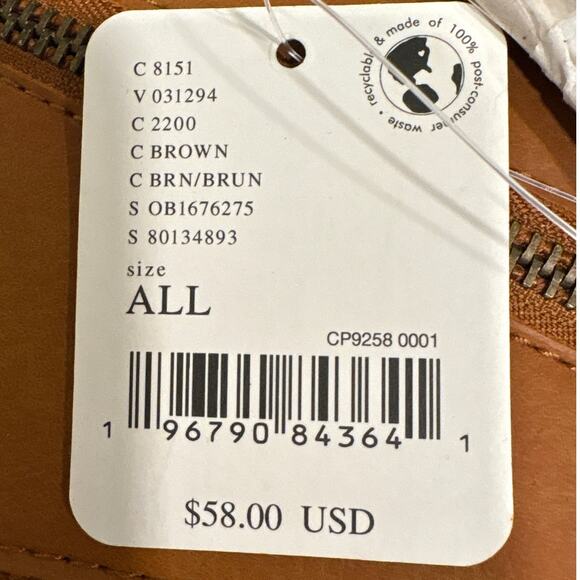 C 8151
V 031294
C 2200
C BROWN
C BRN/BRUN
S OB1676275
S 80134893
size
ALL
recyclable & made of 100% post-consumer waste •
CP9258 0001
1 96790 84364 1
$58.00 USD